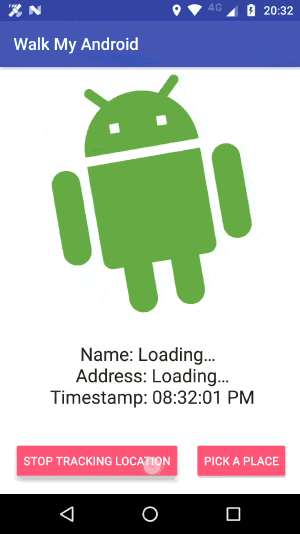 4G
20:32
Walk My Android
Name: Loading...
Address: Loading...
Timestamp: 08:32:01 PM
STOP TRACKING LOCATION
PICK A PLACE